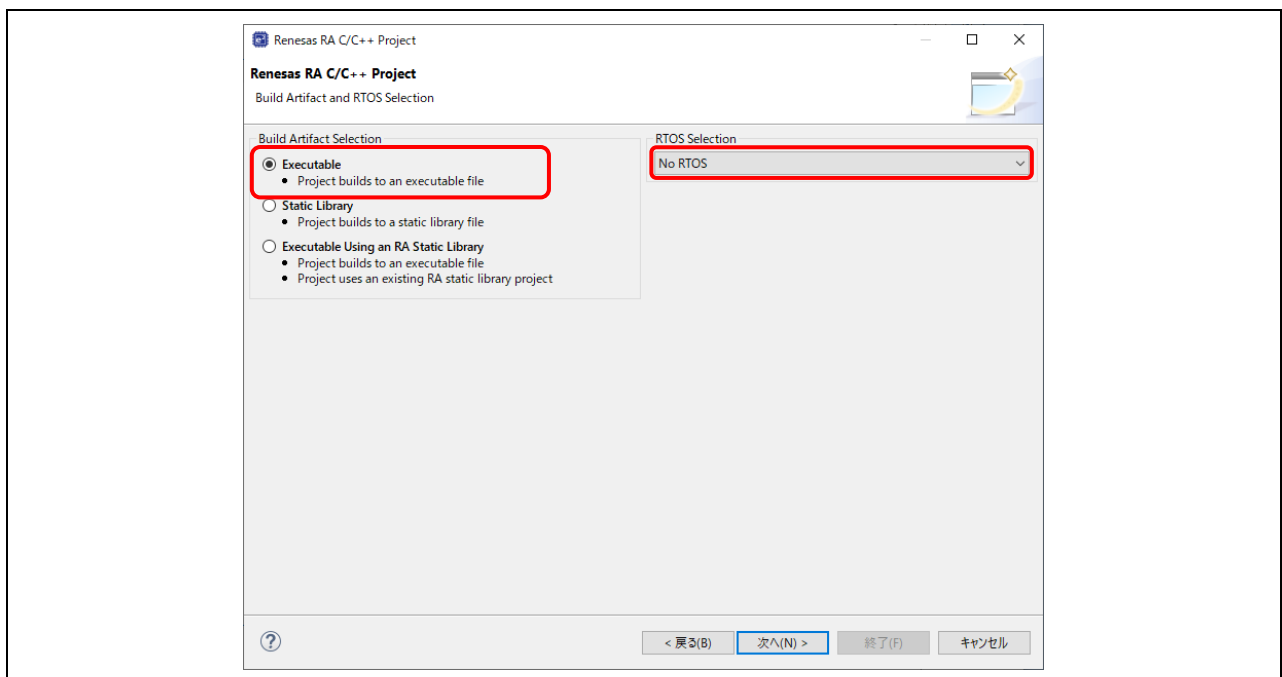 Renesas RA C/C++ Project
Renesas RA C/C++ Project
Build Artifact and RTOS Selection
Build Artifact Selection
Executable
• Project builds to an executable file
Static Library
• Project builds to a static library file
Executable Using an RA Static Library
• Project builds to an executable file
• Project uses an existing RA static library project
RTOS Selection
No RTOS
?
< 戻る(B)
次へ(N) >
終了(F)
キャンセル